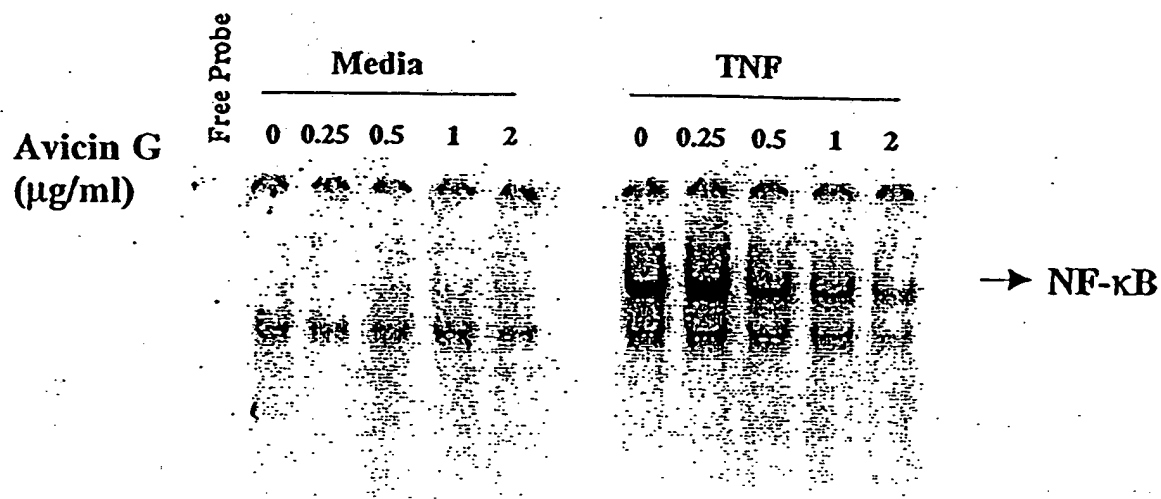 Free Probe
Media
TNF
Avicin G
(μg/ml)
0 0.25 0.5 1 2
0 0.25 0.5 1 2
→ NF-κB